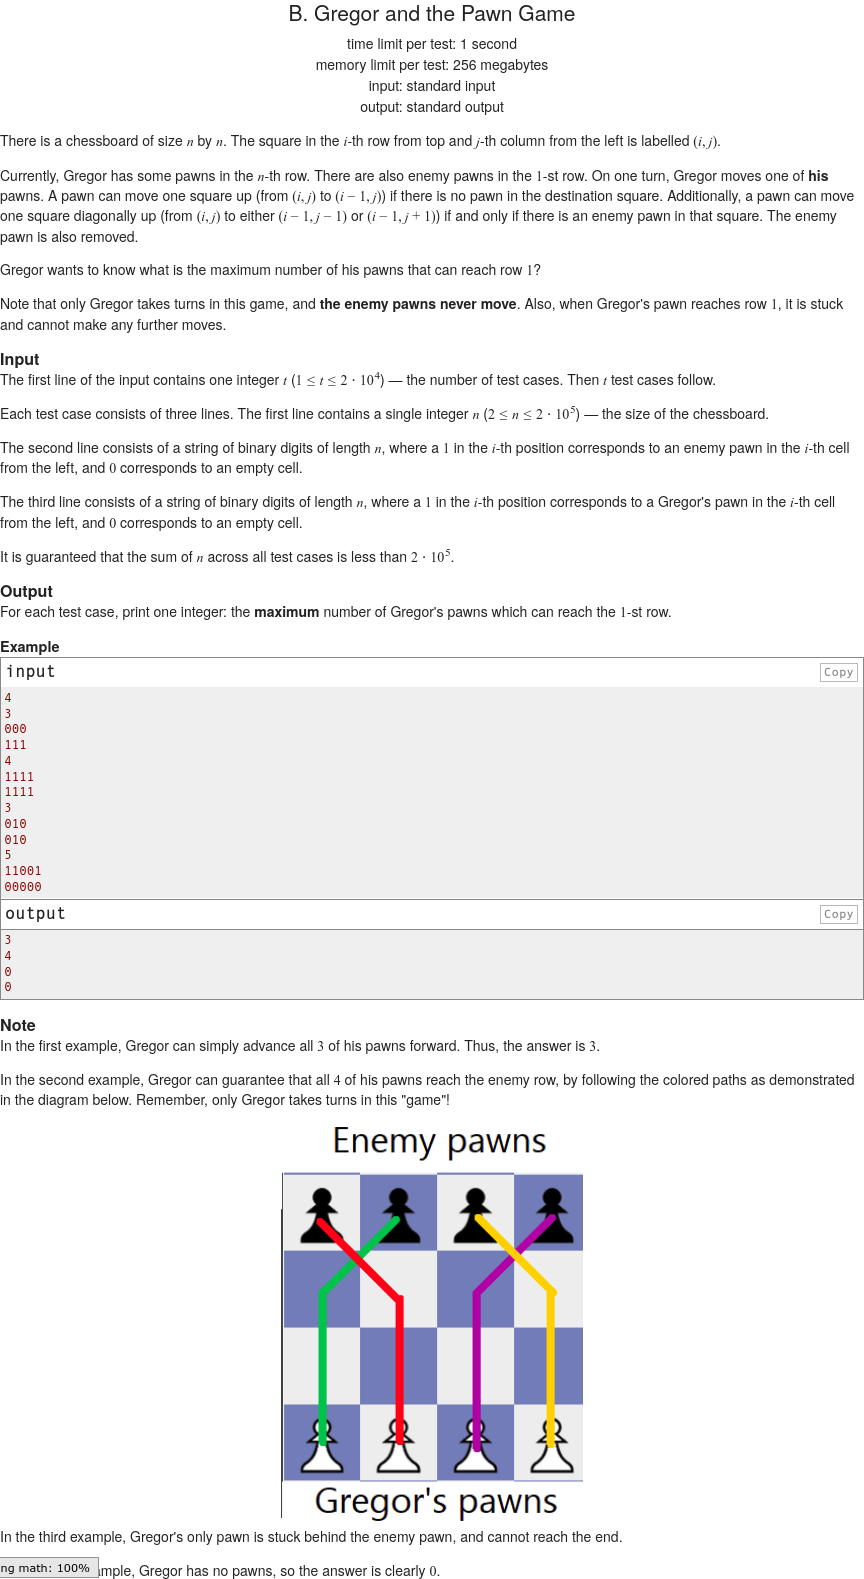 B. Gregor and the Pawn Game
time limit per test: 1 second
memory limit per test: 256 megabytes
input: standard input
output: standard output
There is a chessboard of size n by n. The square in the i-th row from top and j-th column from the left is labelled (i, j).
Currently, Gregor has some pawns in the n-th row. There are also enemy pawns in the 1-st row. On one turn, Gregor moves one of his
pawns. A pawn can move one square up (from (i, j) to (i − 1, j)) if there is no pawn in the destination square. Additionally, a pawn can move
one square diagonally up (from (i, j) to either (i − 1, j − 1) or (i − 1, j + 1)) if and only if there is an enemy pawn in that square. The enemy
pawn is also removed.
Gregor wants to know what is the maximum number of his pawns that can reach row 1?
Note that only Gregor takes turns in this game, and the enemy pawns never move. Also, when Gregor's pawn reaches row 1, it is stuck
and cannot make any further moves.
Input
The first line of the input contains one integer t (1 ≤ t ≤ 2 · 10⁴) — the number of test cases. Then t test cases follow.
Each test case consists of three lines. The first line contains a single integer n (2 ≤ n ≤ 2 · 10⁵) — the size of the chessboard.
The second line consists of a string of binary digits of length n, where a 1 in the i-th position corresponds to an enemy pawn in the i-th cell
from the left, and 0 corresponds to an empty cell.
The third line consists of a string of binary digits of length n, where a 1 in the i-th position corresponds to a Gregor's pawn in the i-th cell
from the left, and 0 corresponds to an empty cell.
It is guaranteed that the sum of n across all test cases is less than 2 · 10⁵.
Output
For each test case, print one integer: the maximum number of Gregor's pawns which can reach the 1-st row.
Example
input
Copy
4
3
000
111
4
1111
1111
3
010
010
5
11001
00000
output
Copy
3
4
0
0
Note
In the first example, Gregor can simply advance all 3 of his pawns forward. Thus, the answer is 3.
In the second example, Gregor can guarantee that all 4 of his pawns reach the enemy row, by following the colored paths as demonstrated
in the diagram below. Remember, only Gregor takes turns in this "game"!
Enemy pawns
Gregor's pawns
In the third example, Gregor's only pawn is stuck behind the enemy pawn, and cannot reach the end.
ng math: 100% mple, Gregor has no pawns, so the answer is clearly 0.